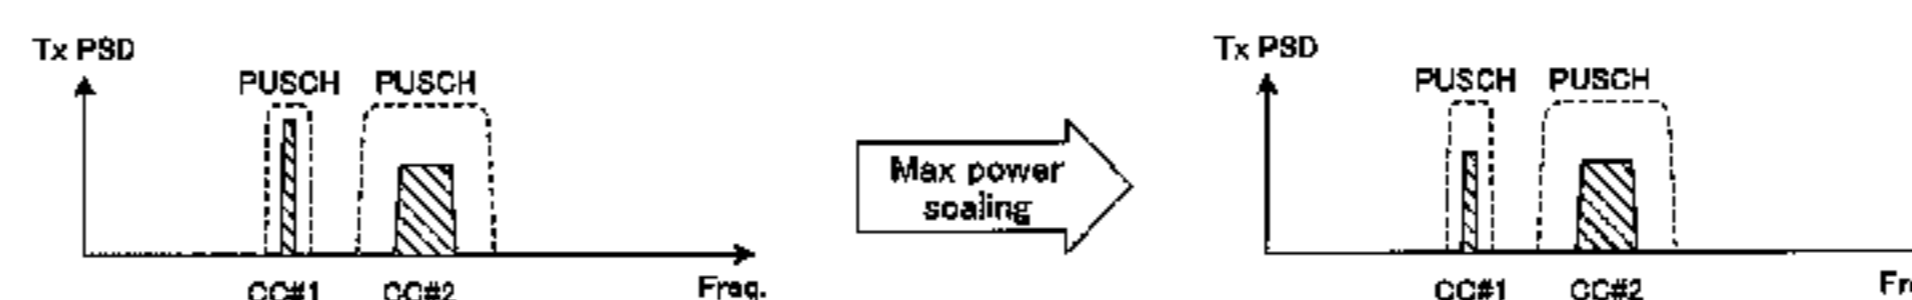 Tx PSD
PUSCH PUSCH
CC#1 CC#2
Freq.
Max power
scaling
Tx PSD
PUSCH PUSCH
CC#1 CC#2
Fr